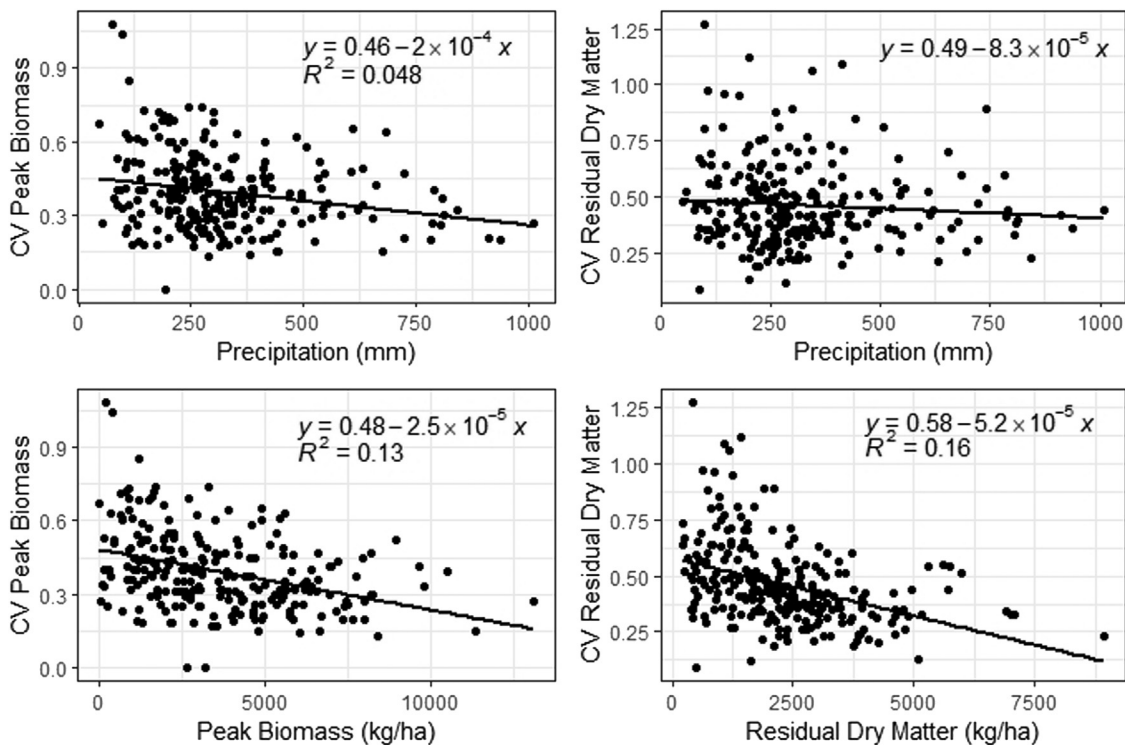 y = 0.46 − 2 × 10⁻⁴ x
R² = 0.048
CV Peak Biomass
0.9
0.6
0.3
0.0
0 250 500 750 1000
Precipitation (mm)
y = 0.49 − 8.3 × 10⁻⁵ x
CV Residual Dry Matter
1.25
1.00
0.75
0.50
0.25
0 250 500 750 1000
Precipitation (mm)
y = 0.48 − 2.5 × 10⁻⁵ x
R² = 0.13
CV Peak Biomass
0.9
0.6
0.3
0.0
0 5000 10000
Peak Biomass (kg/ha)
y = 0.58 − 5.2 × 10⁻⁵ x
R² = 0.16
CV Residual Dry Matter
1.25
1.00
0.75
0.50
0.25
0 2500 5000 7500
Residual Dry Matter (kg/ha)